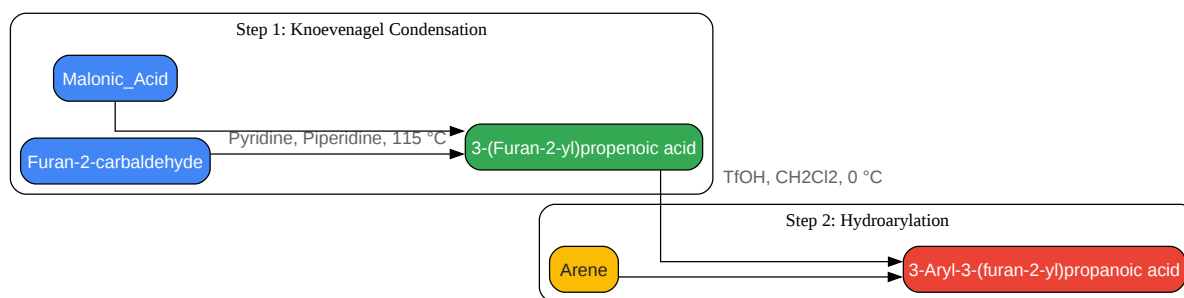 Step 1: Knoevenagel Condensation
Malonic_Acid
Furan-2-carbaldehyde
Pyridine, Piperidine, 115 °C
3-(Furan-2-yl)propenoic acid
TfOH, CH2Cl2, 0 °C
Step 2: Hydroarylation
Arene
3-Aryl-3-(furan-2-yl)propanoic acid